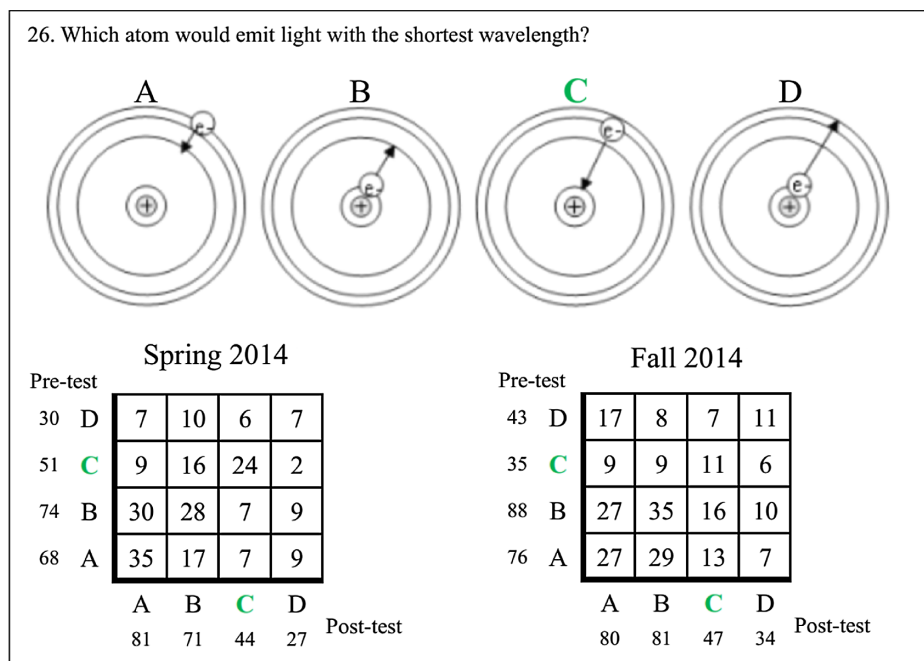 26. Which atom would emit light with the shortest wavelength?
A B C D
e- e- e- e-
+ + + +
Spring 2014 Fall 2014
Pre-test Pre-test
30 D 7 10 6 7 43 D 17 8 7 11
51 C 9 16 24 2 35 C 9 9 11 6
74 B 30 28 7 9 88 B 27 35 16 10
68 A 35 17 7 9 76 A 27 29 13 7
A B C D A B C D
81 71 44 27 Post-test 80 81 47 34 Post-test